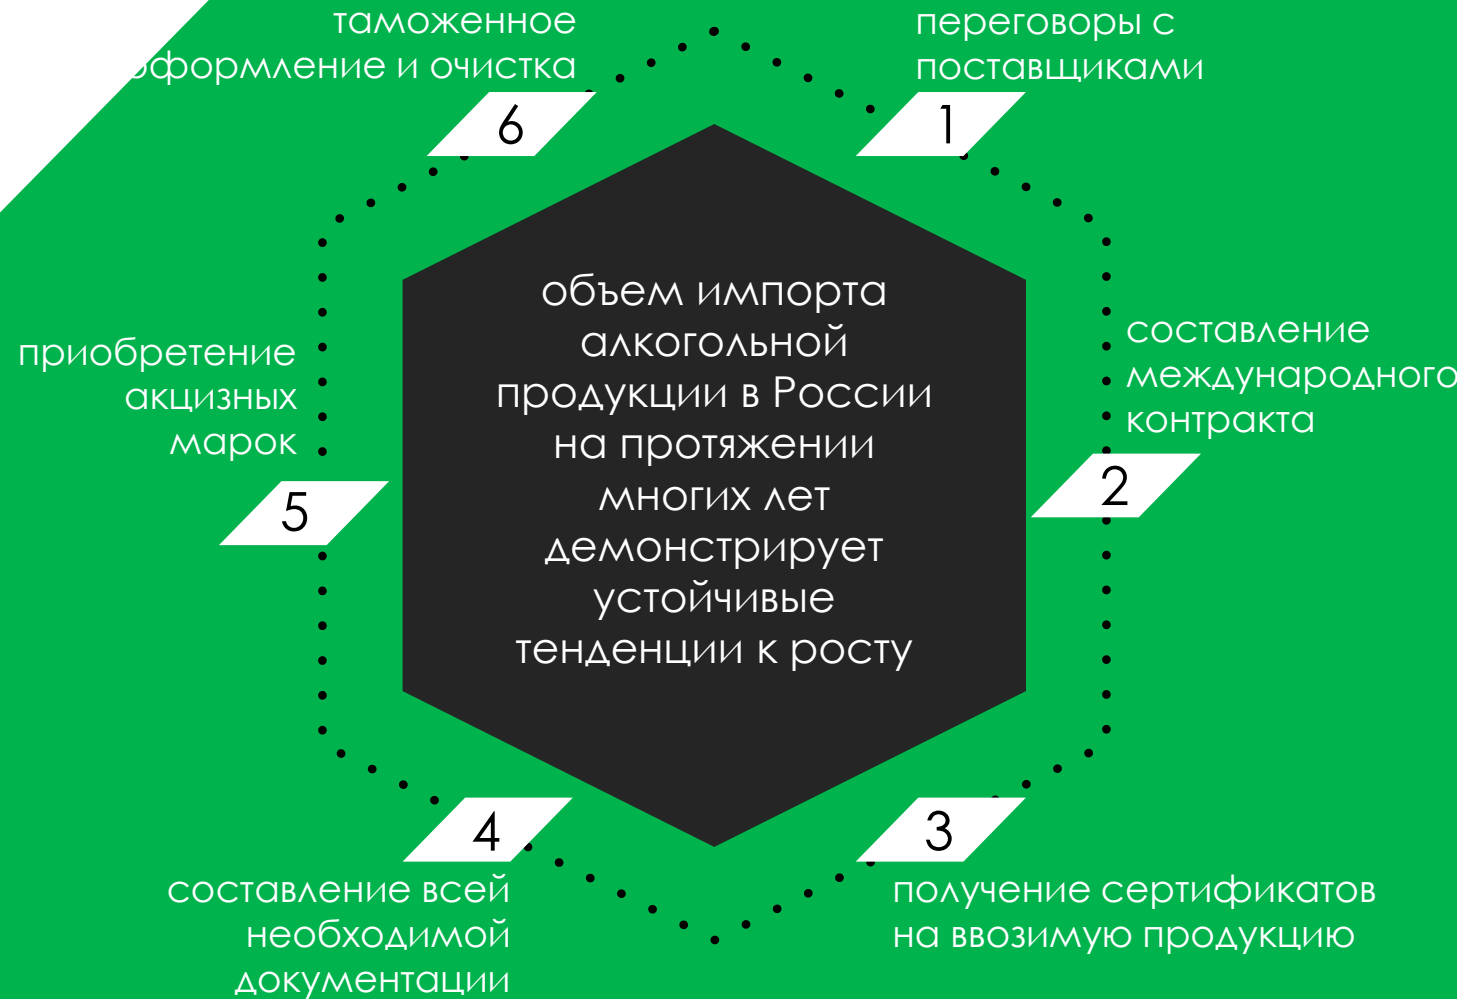 таможенное
оформление и очистка
6
переговоры с
поставщиками
1
объем импорта
алкогольной
продукции в России
на протяжении
многих лет
демонстрирует
устойчивые
тенденции к росту
составление
международного
контракта
2
получение сертификатов
на ввозимую продукцию
3
составление всей
необходимой
документации
4
приобретение
акцизных
марок
5